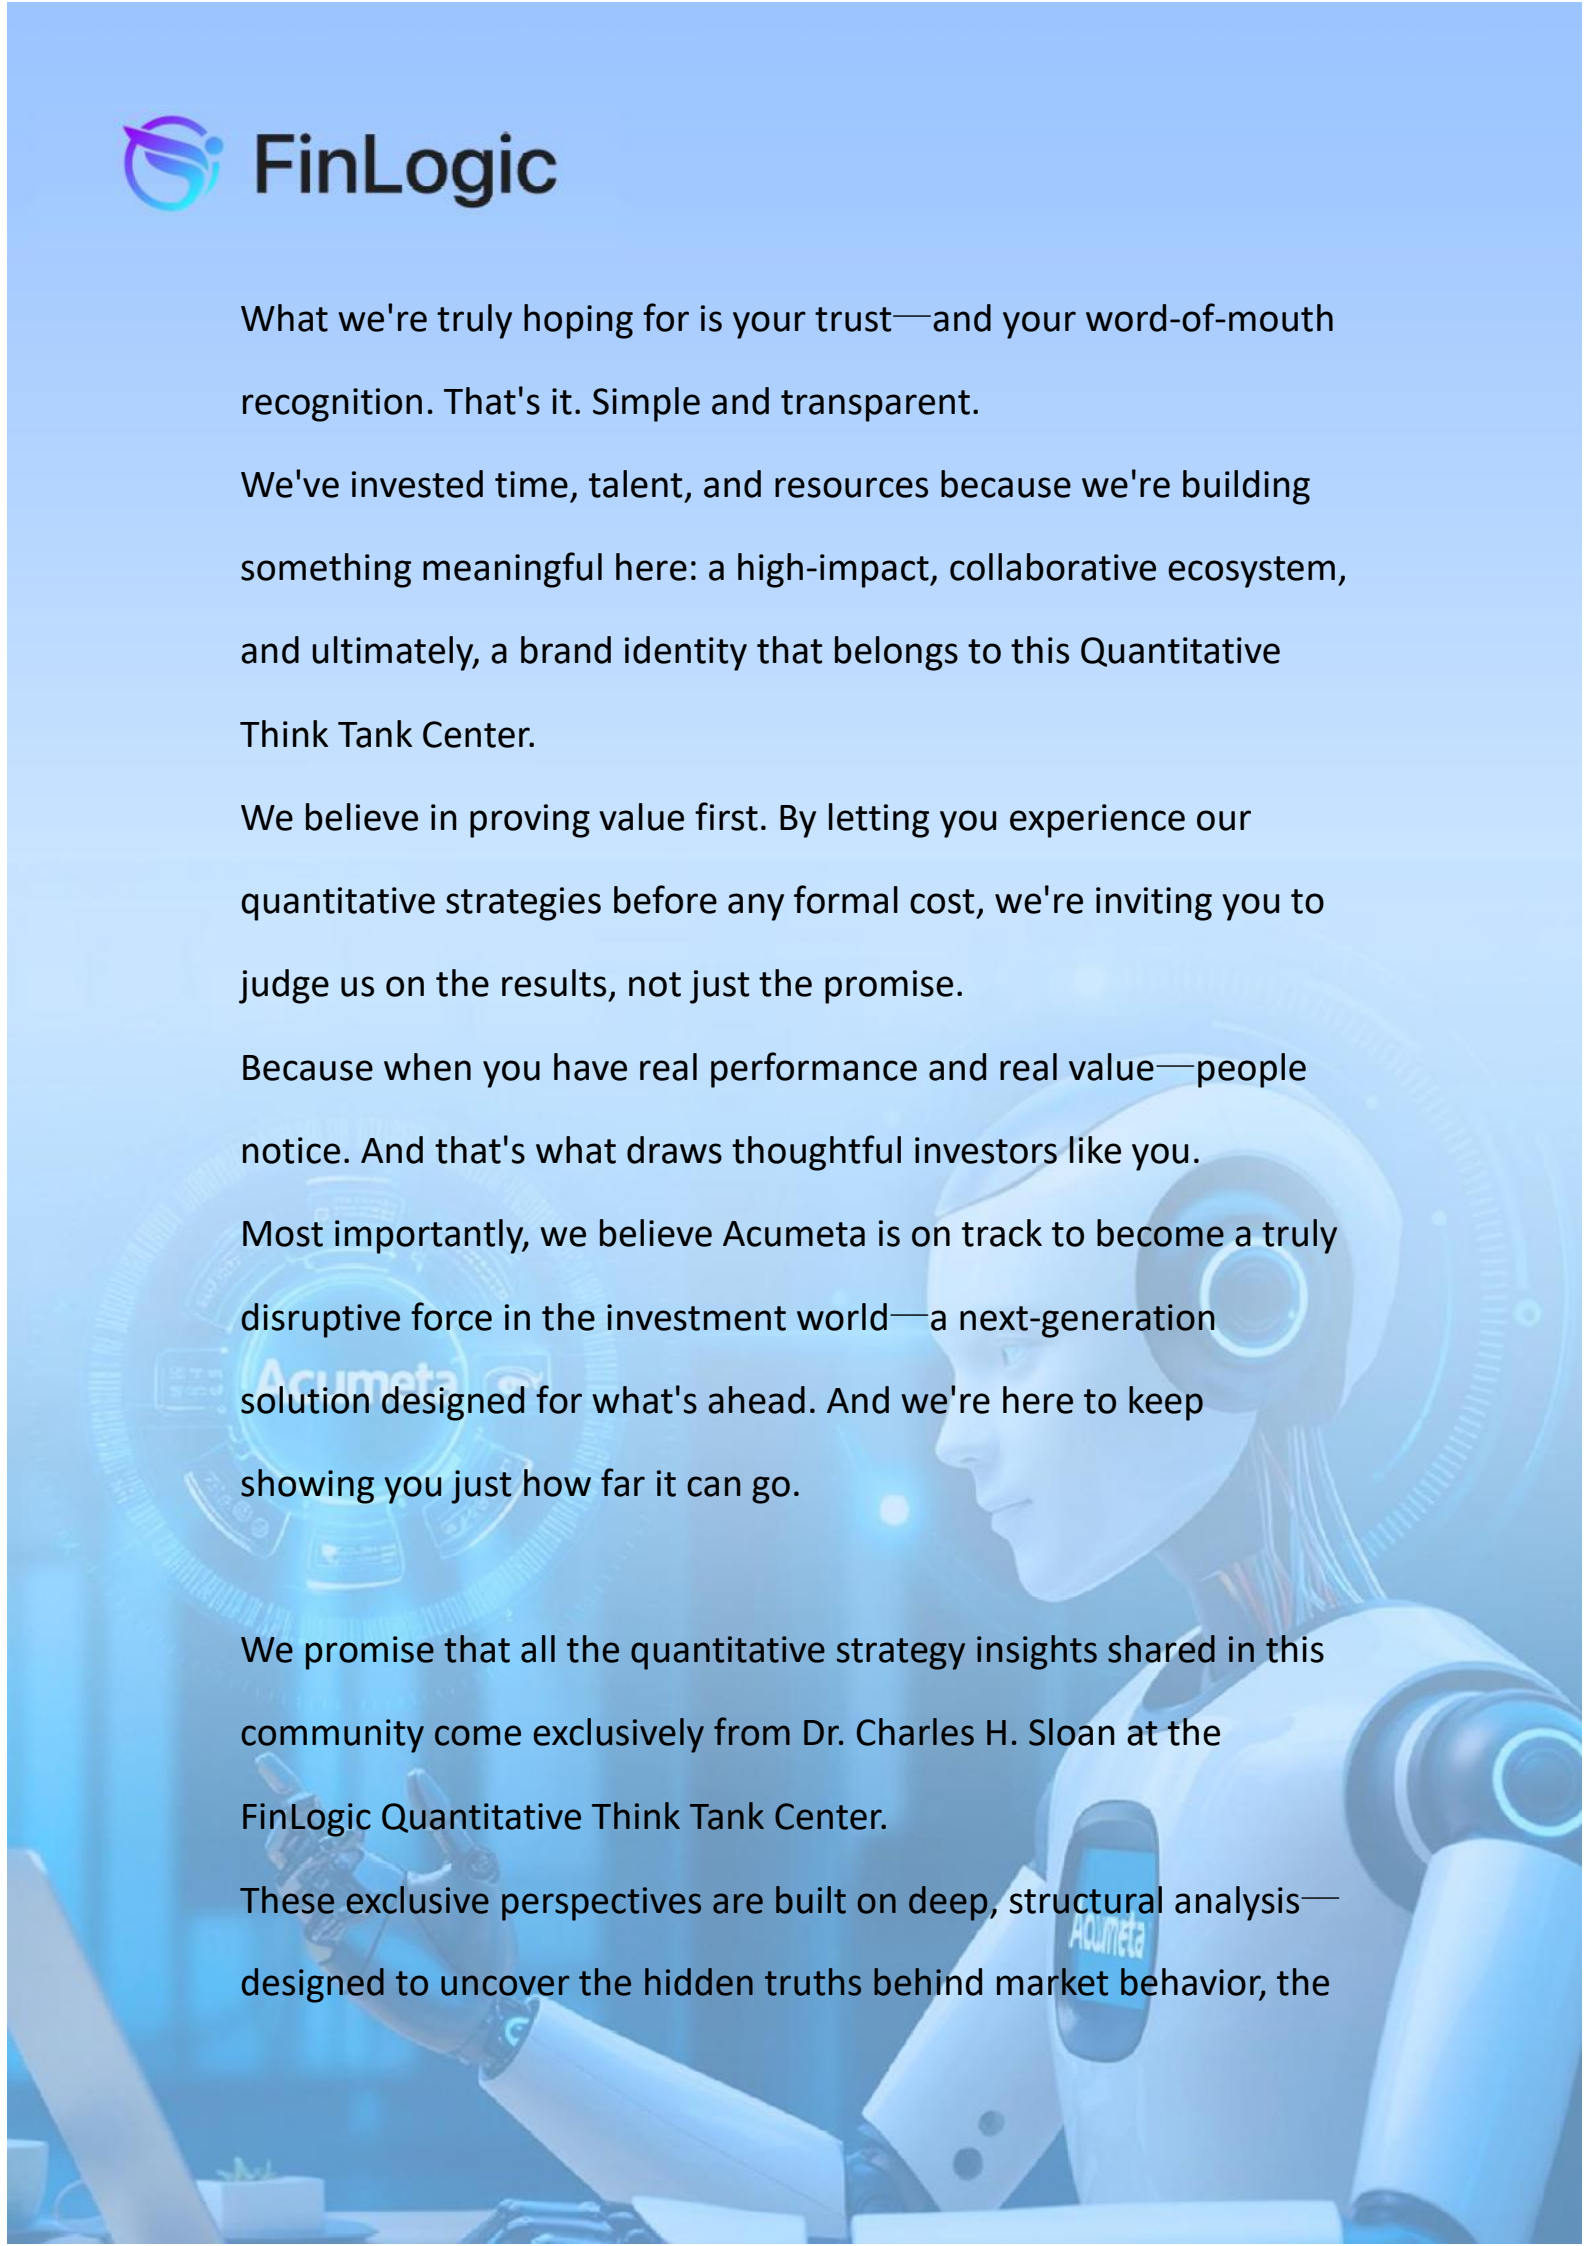 FinLogic
What we're truly hoping for is your trust—and your word-of-mouth
recognition. That's it. Simple and transparent.
We've invested time, talent, and resources because we're building
something meaningful here: a high-impact, collaborative ecosystem,
and ultimately, a brand identity that belongs to this Quantitative
Think Tank Center.
We believe in proving value first. By letting you experience our
quantitative strategies before any formal cost, we're inviting you to
judge us on the results, not just the promise.
Because when you have real performance and real value—people
notice. And that's what draws thoughtful investors like you.
Most importantly, we believe Acumeta is on track to become a truly
disruptive force in the investment world—a next-generation
Acumeta
solution designed for what's ahead. And we're here to keep
showing you just how far it can go.
We promise that all the quantitative strategy insights shared in this
community come exclusively from Dr. Charles H. Sloan at the
FinLogic Quantitative Think Tank Center.
These exclusive perspectives are built on deep, structural analysis—
Acumeta
designed to uncover the hidden truths behind market behavior, the